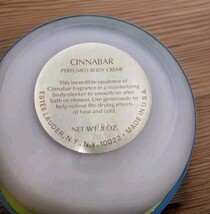 CINNABAR
PERFUMED BODY CREME
This incredible opulence of
Cinnabar fragrance in a moisturizing
body-sleeker to smooth on after
bath or shower. Use generously to
help relieve the drying effects
of heat and cold.
NET WT. 8 OZ.
ESTEE LAUDER, N.Y., N.Y. 10022 • MADE IN U.S.A.